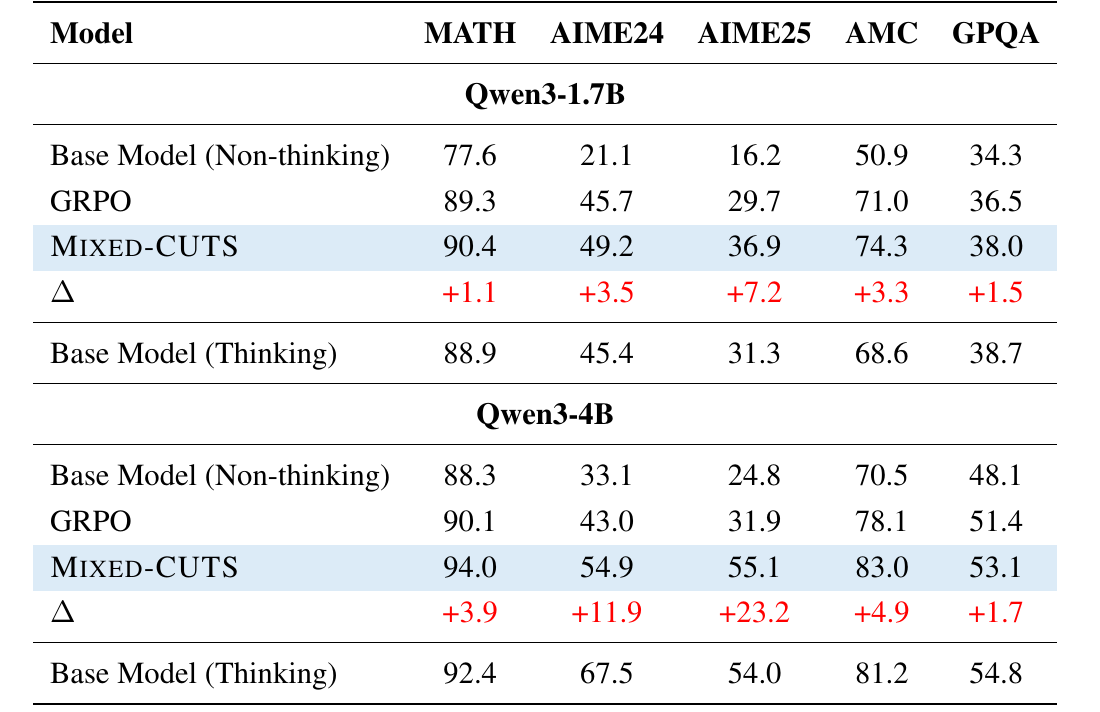 Model MATH AIME24 AIME25 AMC GPQA
Qwen3-1.7B
Base Model (Non-thinking) 77.6 21.1 16.2 50.9 34.3
GRPO 89.3 45.7 29.7 71.0 36.5
MIXED-CUTS 90.4 49.2 36.9 74.3 38.0
Δ +1.1 +3.5 +7.2 +3.3 +1.5
Base Model (Thinking) 88.9 45.4 31.3 68.6 38.7
Qwen3-4B
Base Model (Non-thinking) 88.3 33.1 24.8 70.5 48.1
GRPO 90.1 43.0 31.9 78.1 51.4
MIXED-CUTS 94.0 54.9 55.1 83.0 53.1
Δ +3.9 +11.9 +23.2 +4.9 +1.7
Base Model (Thinking) 92.4 67.5 54.0 81.2 54.8